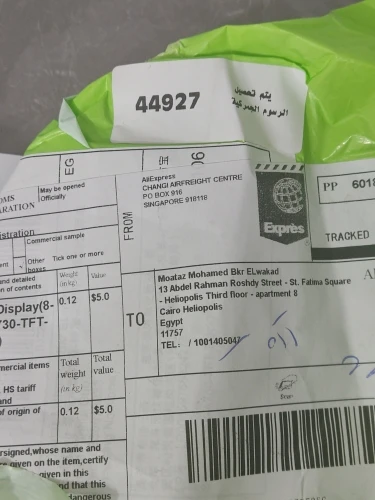 44927
يتم تحصيل
الرسوم الجمركية
EG
06
OMS
ARATION
May be opened
Officially
FROM
AliExpress
CHANGI AIRFREIGHT CENTRE
PO BOX 916
SINGAPORE 918118
Exprès
PP 6018
TRACKED
istration
Commercial sample
Other
boxes
Tick one or more
and detailed
n of contents
Weight
(in kg)
Value
Display(8-
730-TFT-
)
0.12
$5.0
TO
Moataz Mohamed Bkr ELwakad
13 Abdel Rahman Roshdy Street - St. Fatima Square
- Heliopolis Third floor - apartment 8
Cairo Heliopolis
Egypt
11757
TEL: / 1001405047
mercial items
HS tariff
and
of origin of
Total
weight
(in kg)
Total
value
0.12
$5.0
ersigned,whose name and
e given on the item,certify
given in this
nd that this
dangerous